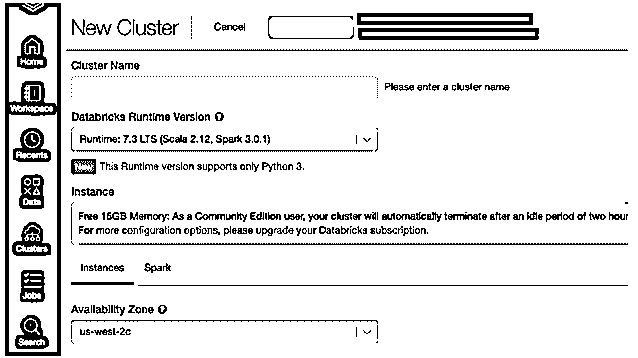 New Cluster
Cancel
Home
Workspace
Recents
Data
Clusters
Jobs
Search
Cluster Name
Please enter a cluster name
Databricks Runtime Version
Runtime: 7.3 LTS (Scala 2.12, Spark 3.0.1)
New This Runtime version supports only Python 3.
Instance
Free 15GB Memory: As a Community Edition user, your cluster will automatically terminate after an idle period of two hour
For more configuration options, please upgrade your Databricks subscription.
Instances Spark
Availability Zone
us-west-2c